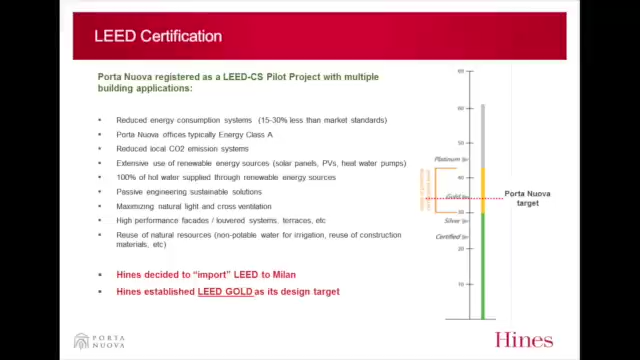 LEED Certification
Porta Nuova registered as a LEED-CS Pilot Project with multiple
building applications:
• Reduced energy consumption systems (15-30% less than market standards)
• Porta Nuova offices typically Energy Class A
• Reduced local CO2 emission systems
• Extensive use of renewable energy sources (solar panels, PVs, heat water pumps)
• 100% of hot water supplied through renewable energy sources
• Passive engineering sustainable solutions
• Maximizing natural light and cross ventilation
• High performance facades / louvered systems, terraces, etc
• Reuse of natural resources (non-potable water for irrigation, reuse of construction
materials, etc)
• Hines decided to “import” LEED to Milan
• Hines established LEED GOLD as its design target
60
50
Platinum
40
Gold
Porta Nuova
target
30
Silver
Certified
20
10
PORTA
NUOVA
Hines